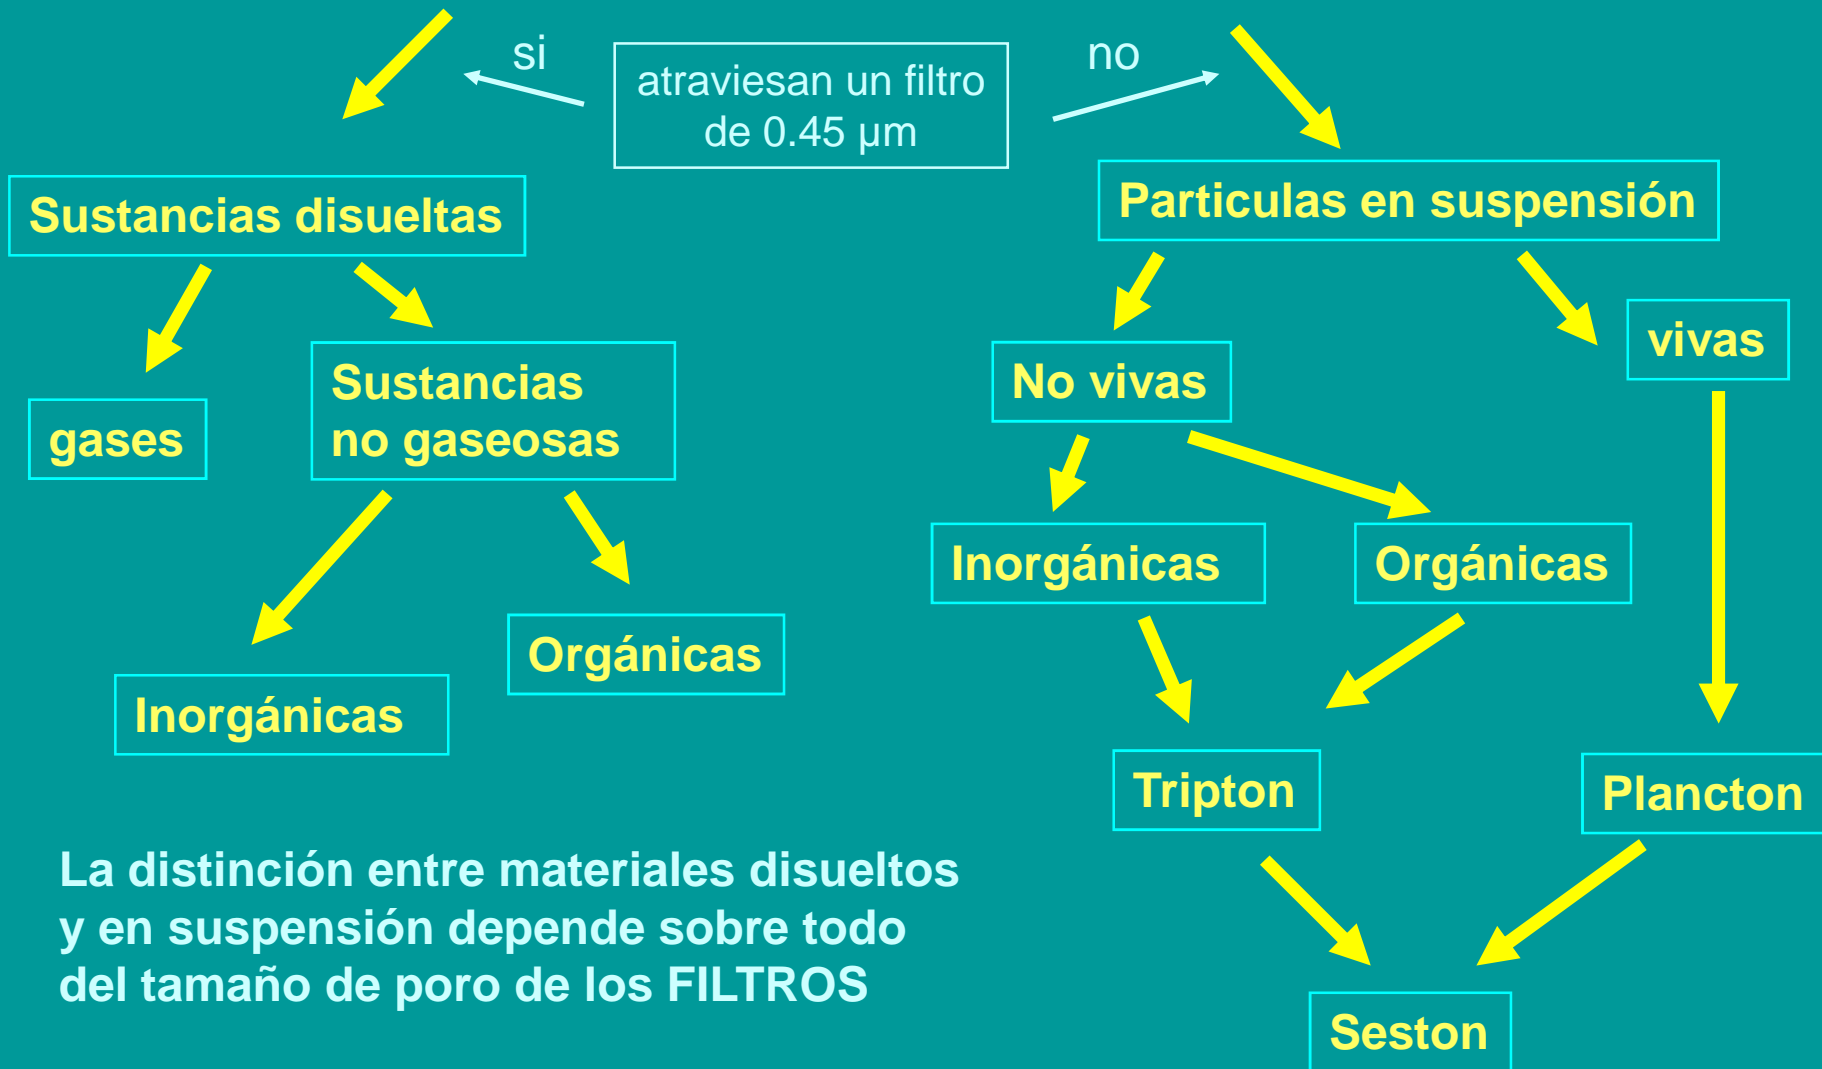 si
atraviesan un filtro
de 0.45 µm
no
Sustancias disueltas
Particulas en suspensión
gases
Sustancias
no gaseosas
No vivas
vivas
Inorgánicas
Orgánicas
Inorgánicas
Orgánicas
Tripton
Plancton
La distinción entre materiales disueltos
y en suspensión depende sobre todo
del tamaño de poro de los FILTROS
Seston